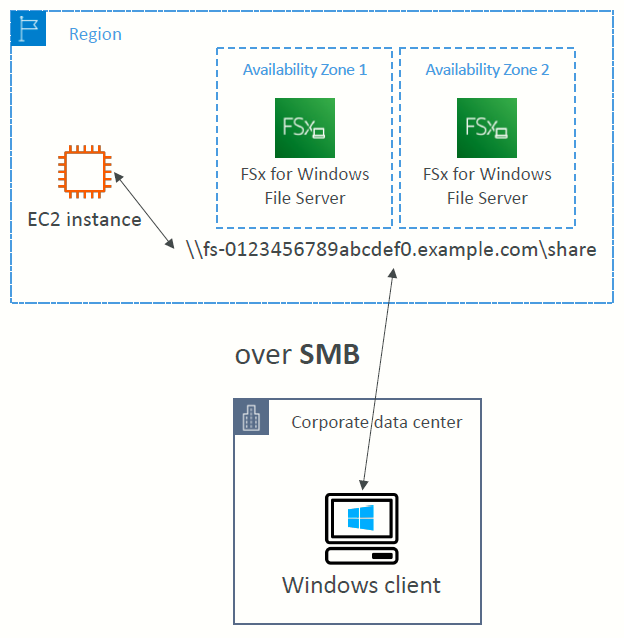 Region
Availability Zone 1
Availability Zone 2
FSx
FSx
FSx for Windows
File Server
FSx for Windows
File Server
EC2 instance
\\fs-0123456789abcdef0.example.com\share
over SMB
Corporate data center
Windows client